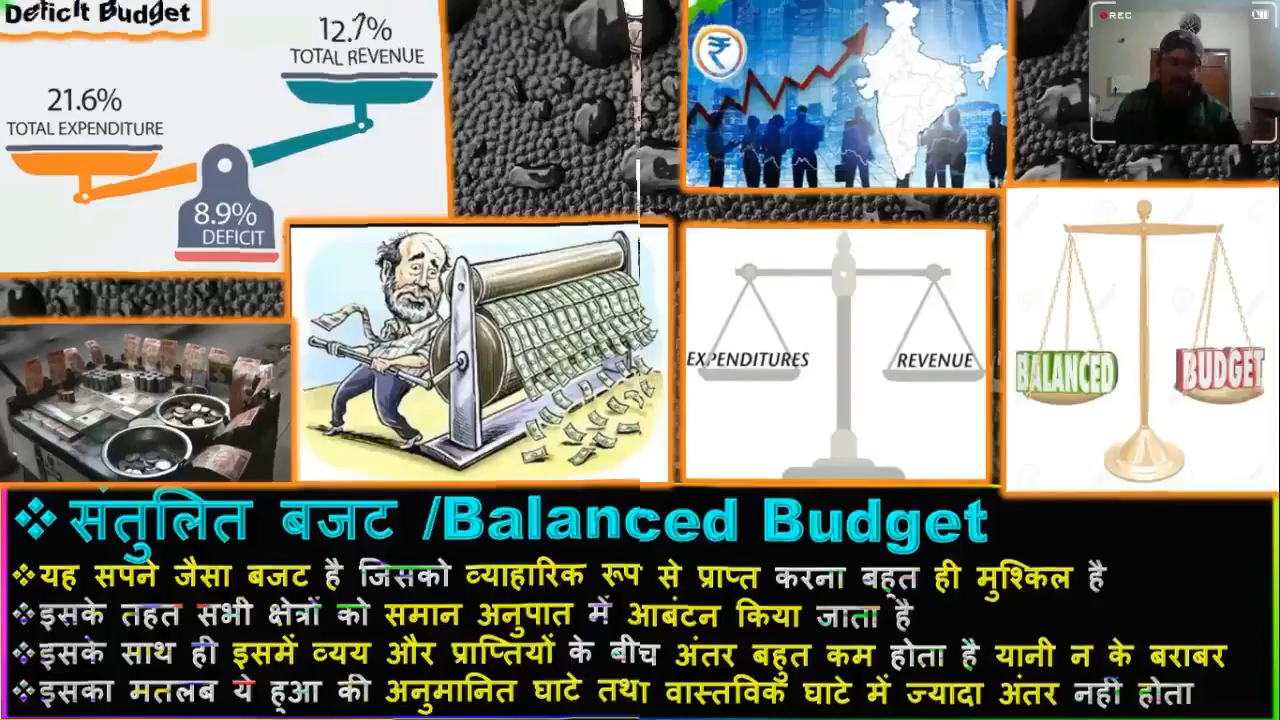 Deficit Budget
12.7%
TOTAL REVENUE
21.6%
TOTAL EXPENDITURE
8.9%
DEFICIT
₹
REC
EXPENDITURES
REVENUE
BALANCED
BUDGET
❖संतुलित बजट /Balanced Budget
❖यह सपने जैसा बजट है जिसको व्याहारिक रूप से प्राप्त करना बहुत ही मुश्किल है
❖इसके तहत सभी क्षेत्रों को समान अनुपात में आबंटन किया जाता है
❖इसके साथ ही इसमें व्यय और प्राप्तियों के बीच अंतर बहुत कम होता है यानी न के बराबर
❖इसका मतलब ये हुआ की अनुमानित घाटे तथा वास्तविक घाटे में ज्यादा अंतर नहीं होता